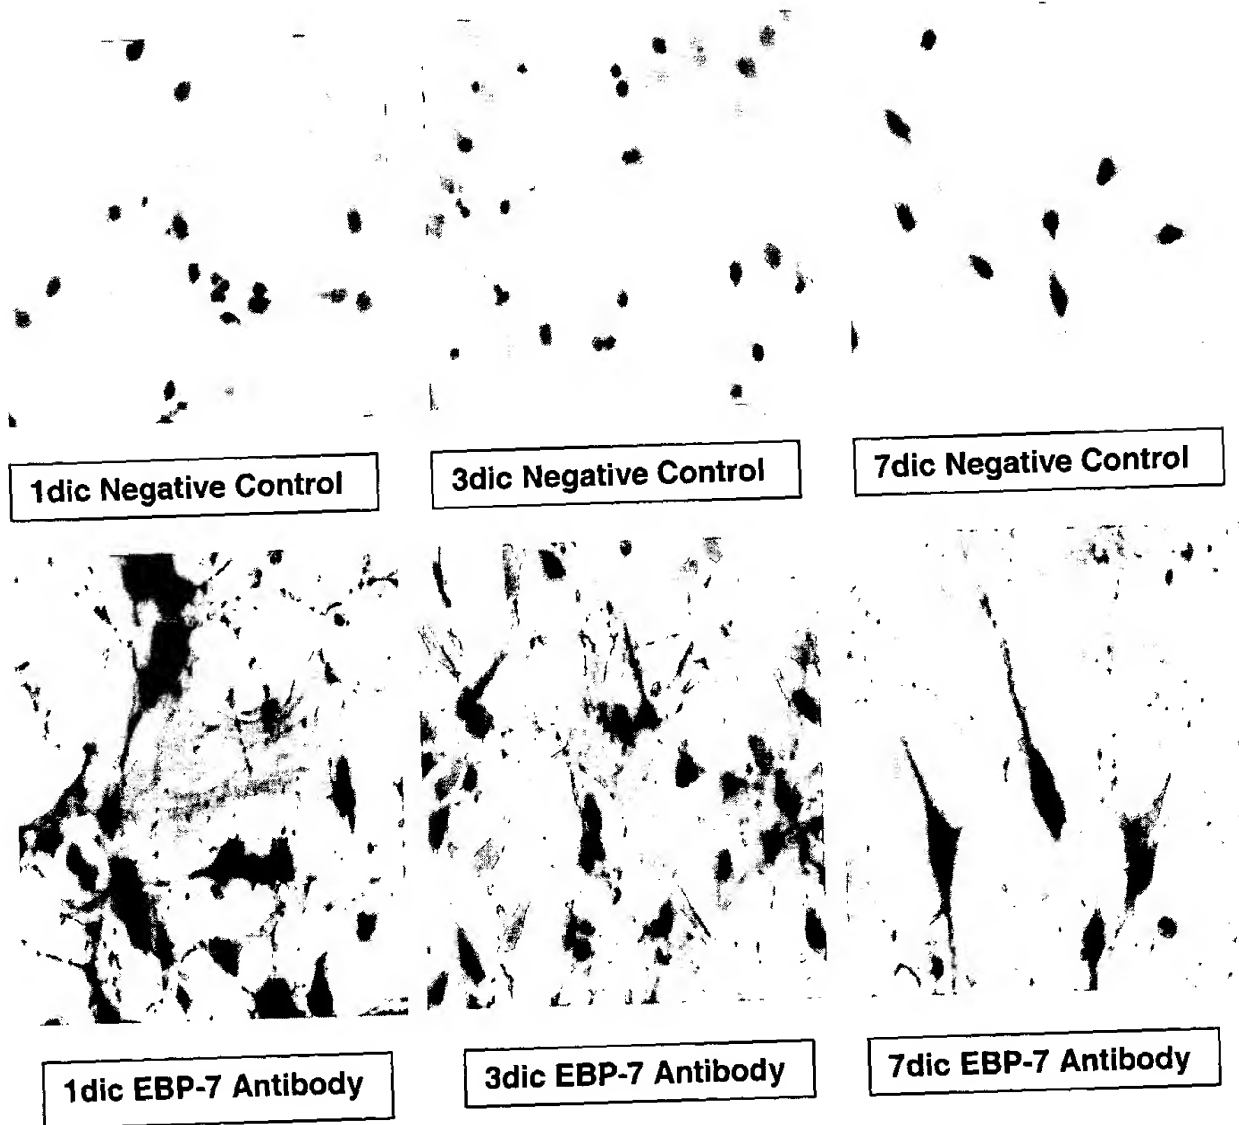 1dic Negative Control
3dic Negative Control
7dic Negative Control
1dic EBP-7 Antibody
3dic EBP-7 Antibody
7dic EBP-7 Antibody